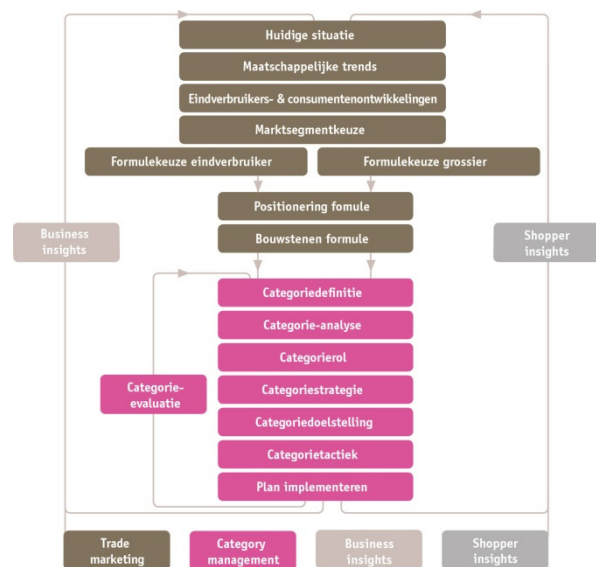 Huidige situatie
Maatschappelijke trends
Eindverbruikers- & consumentenontwikkelingen
Marktsegmentkeuze
Formulekeuze eindverbruiker
Formulekeuze grossier
Positionering fomule
Bouwstenen formule
Business
insights
Shopper
insights
Categoriedefinitie
Categorie-analyse
Categorierol
Categoriestrategie
Categoriedoelstelling
Categorietactiek
Plan implementeren
Categorie-
evaluatie
Trade
marketing
Category
management
Business
insights
Shopper
insights